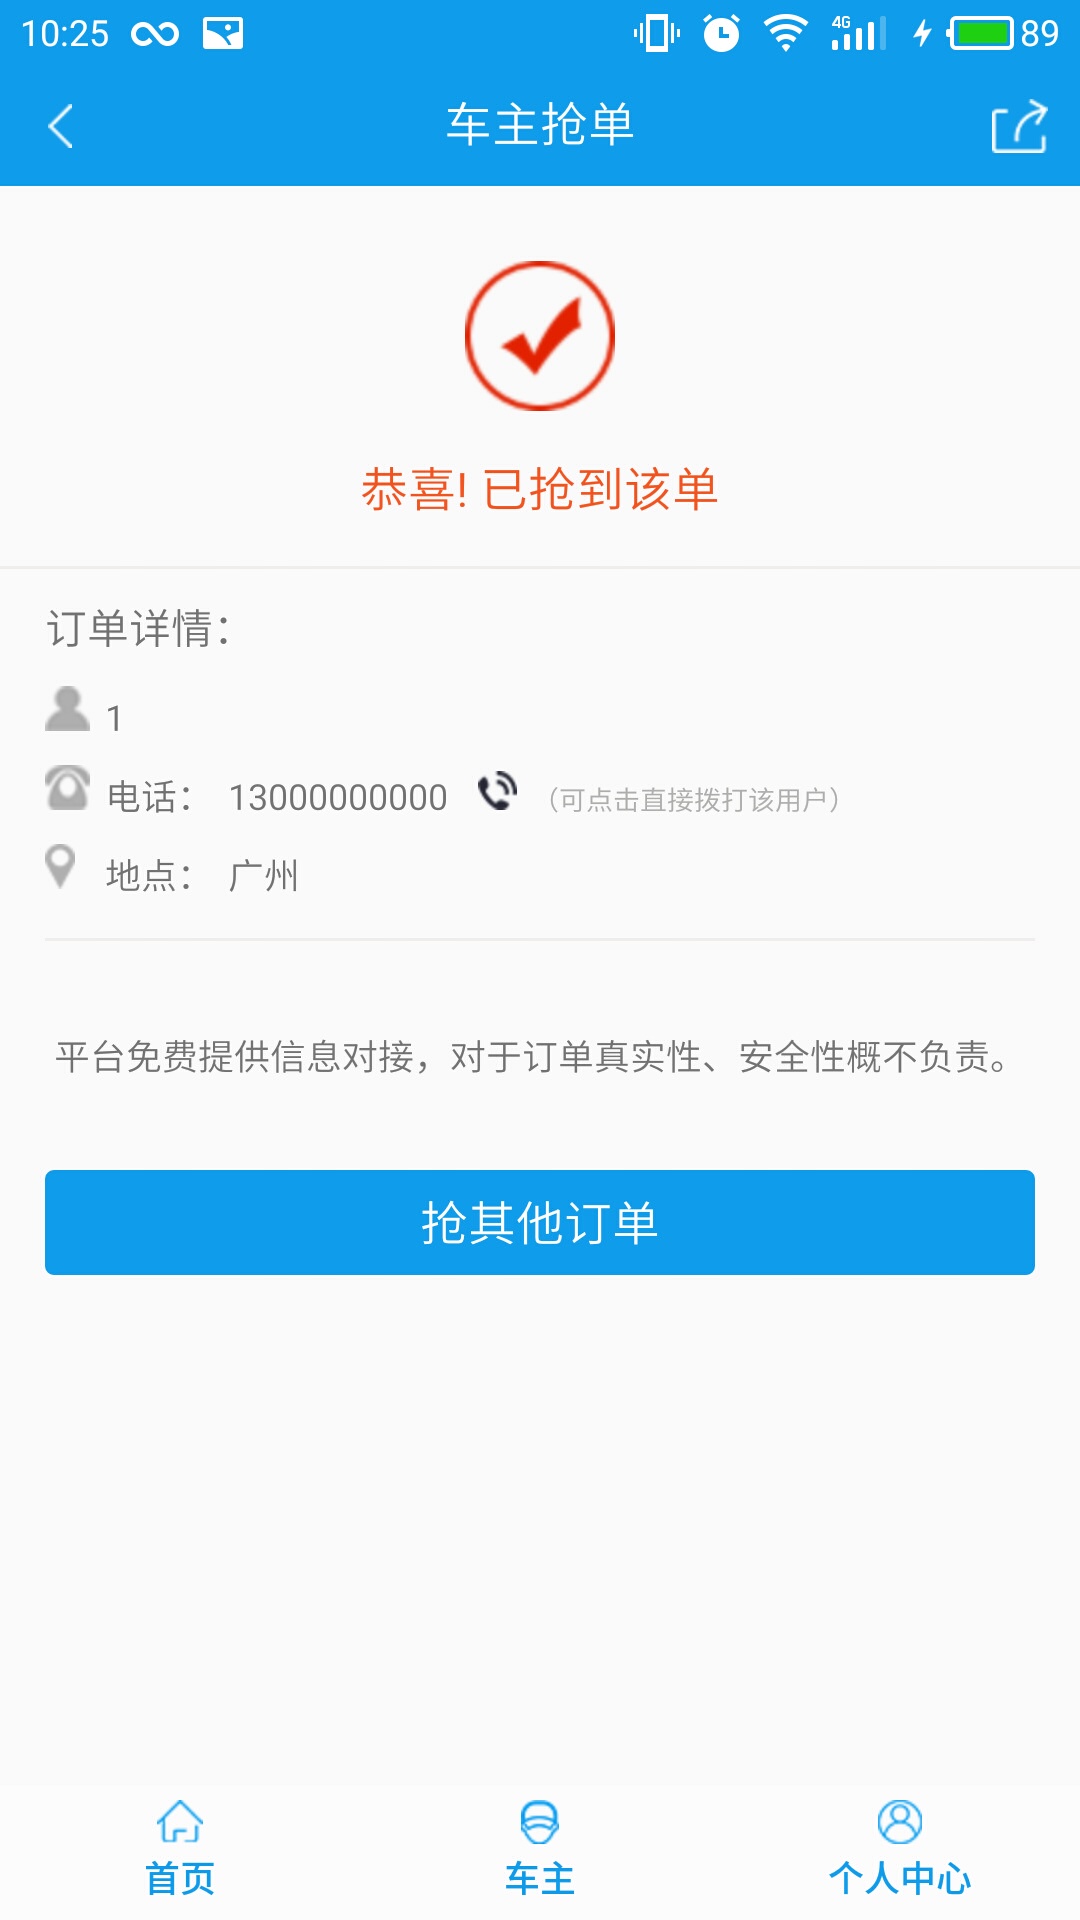 10:25 4G 89
车主抢单
恭喜! 已抢到该单
订单详情：
1
电话： 13000000000 （可点击直接拨打该用户）
地点： 广州
平台免费提供信息对接，对于订单真实性、安全性概不负责。
抢其他订单
首页 车主 个人中心